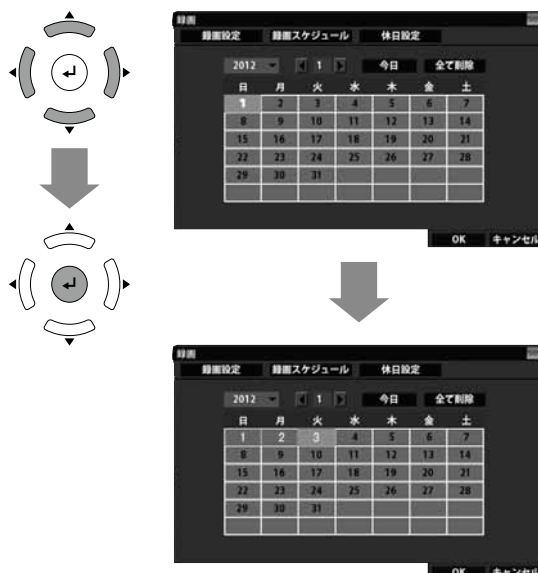 録画
録画設定 録画スケジュール 休日設定
2012 1 今日 全て削除
日 月 火 水 木 金 土
1 2 3 4 5 6 7
8 9 10 11 12 13 14
15 16 17 18 19 20 21
22 23 24 25 26 27 28
29 30 31
OK キャンセル
録画
録画設定 録画スケジュール 休日設定
2012 1 今日 全て削除
日 月 火 水 木 金 土
1 2 3 4 5 6 7
8 9 10 11 12 13 14
15 16 17 18 19 20 21
22 23 24 25 26 27 28
29 30 31
OK キャンセル